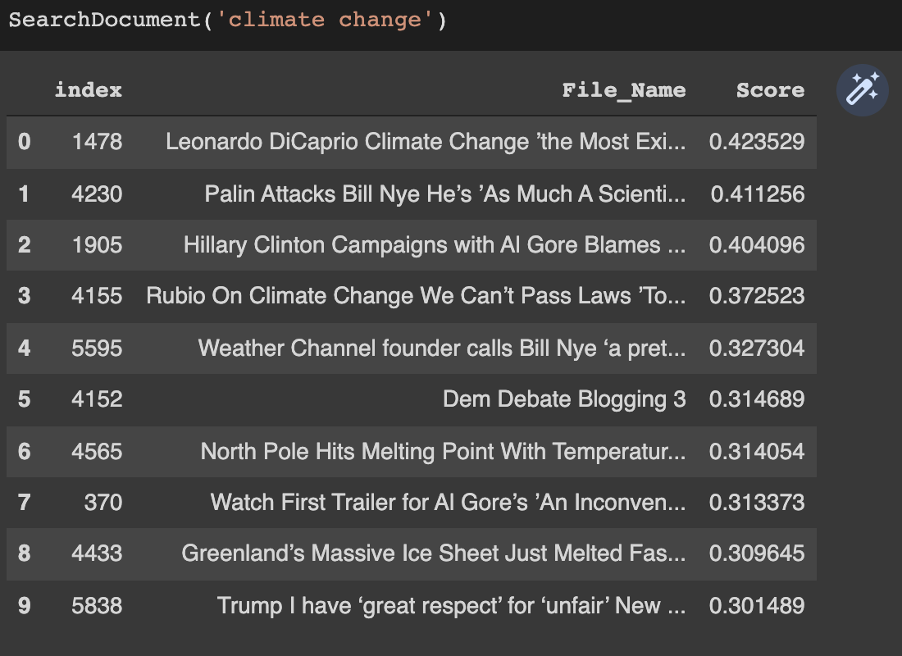 SearchDocument('climate change')
index File_Name Score
0 1478 Leonardo DiCaprio Climate Change ’the Most Exi... 0.423529
1 4230 Palin Attacks Bill Nye He’s ’As Much A Scienti... 0.411256
2 1905 Hillary Clinton Campaigns with Al Gore Blames ... 0.404096
3 4155 Rubio On Climate Change We Can’t Pass Laws ’To... 0.372523
4 5595 Weather Channel founder calls Bill Nye ‘a pret... 0.327304
5 4152 Dem Debate Blogging 3 0.314689
6 4565 North Pole Hits Melting Point With Temperatur... 0.314054
7 370 Watch First Trailer for Al Gore’s ’An Inconven... 0.313373
8 4433 Greenland’s Massive Ice Sheet Just Melted Fas... 0.309645
9 5838 Trump I have ‘great respect’ for ‘unfair’ New ... 0.301489